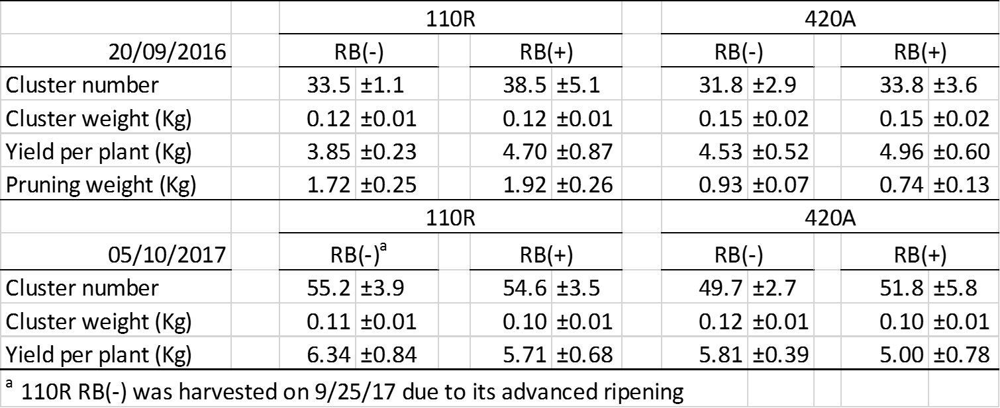 110R 420A
20/09/2016 RB(-) RB(+) RB(-) RB(+)
Cluster number 33.5 ±1.1 38.5 ±5.1 31.8 ±2.9 33.8 ±3.6
Cluster weight (Kg) 0.12 ±0.01 0.12 ±0.01 0.15 ±0.02 0.15 ±0.02
Yield per plant (Kg) 3.85 ±0.23 4.70 ±0.87 4.53 ±0.52 4.96 ±0.60
Pruning weight (Kg) 1.72 ±0.25 1.92 ±0.26 0.93 ±0.07 0.74 ±0.13
110R 420A
05/10/2017 RB(-)ᵃ RB(+) RB(-) RB(+)
Cluster number 55.2 ±3.9 54.6 ±3.5 49.7 ±2.7 51.8 ±5.8
Cluster weight (Kg) 0.11 ±0.01 0.10 ±0.01 0.12 ±0.01 0.10 ±0.01
Yield per plant (Kg) 6.34 ±0.84 5.71 ±0.68 5.81 ±0.39 5.00 ±0.78
ᵃ 110R RB(-) was harvested on 9/25/17 due to its advanced ripening